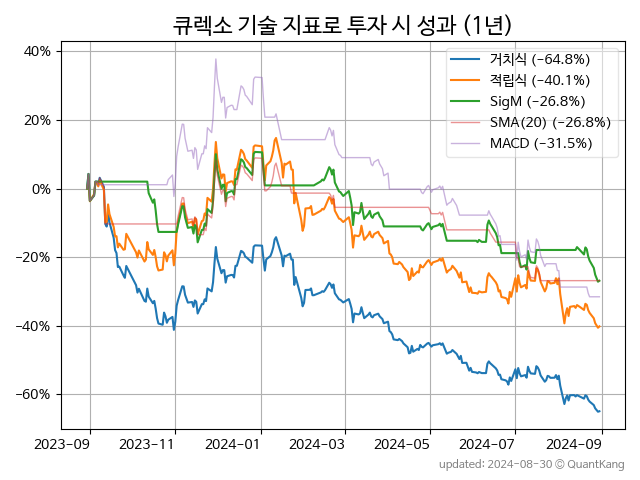 큐렉소 기술 지표로 투자 시 성과 (1년)
40%
20%
0%
−20%
−40%
−60%
거치식 (−64.8%)
적립식 (−40.1%)
SigM (−26.8%)
SMA(20) (−26.8%)
MACD (−31.5%)
2023-09 2023-11 2024-01 2024-03 2024-05 2024-07 2024-09
updated: 2024-08-30 © QuantKang